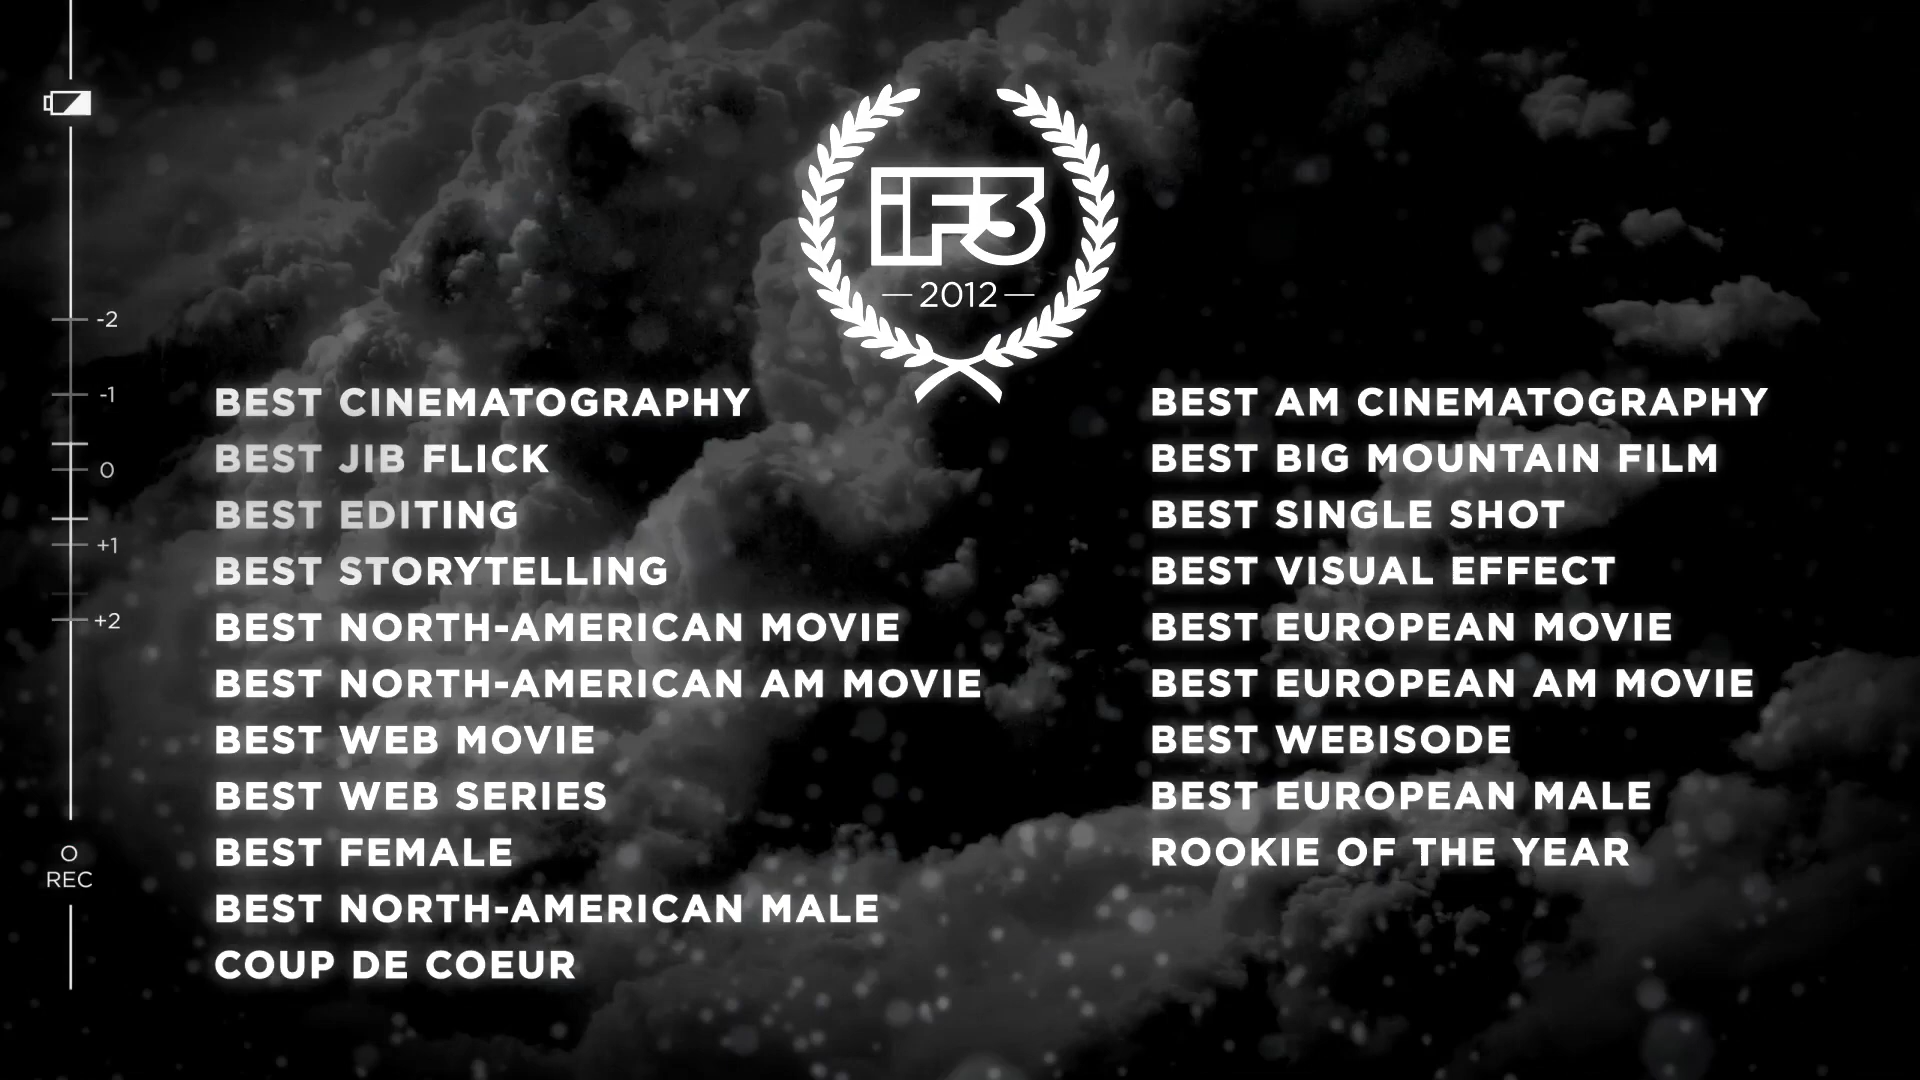 iF3
—2012—
-2
-1
0
+1
+2
O
REC
BEST CINEMATOGRAPHY
BEST JIB FLICK
BEST EDITING
BEST STORYTELLING
BEST NORTH-AMERICAN MOVIE
BEST NORTH-AMERICAN AM MOVIE
BEST WEB MOVIE
BEST WEB SERIES
BEST FEMALE
BEST NORTH-AMERICAN MALE
COUP DE COEUR
BEST AM CINEMATOGRAPHY
BEST BIG MOUNTAIN FILM
BEST SINGLE SHOT
BEST VISUAL EFFECT
BEST EUROPEAN MOVIE
BEST EUROPEAN AM MOVIE
BEST WEBISODE
BEST EUROPEAN MALE
ROOKIE OF THE YEAR